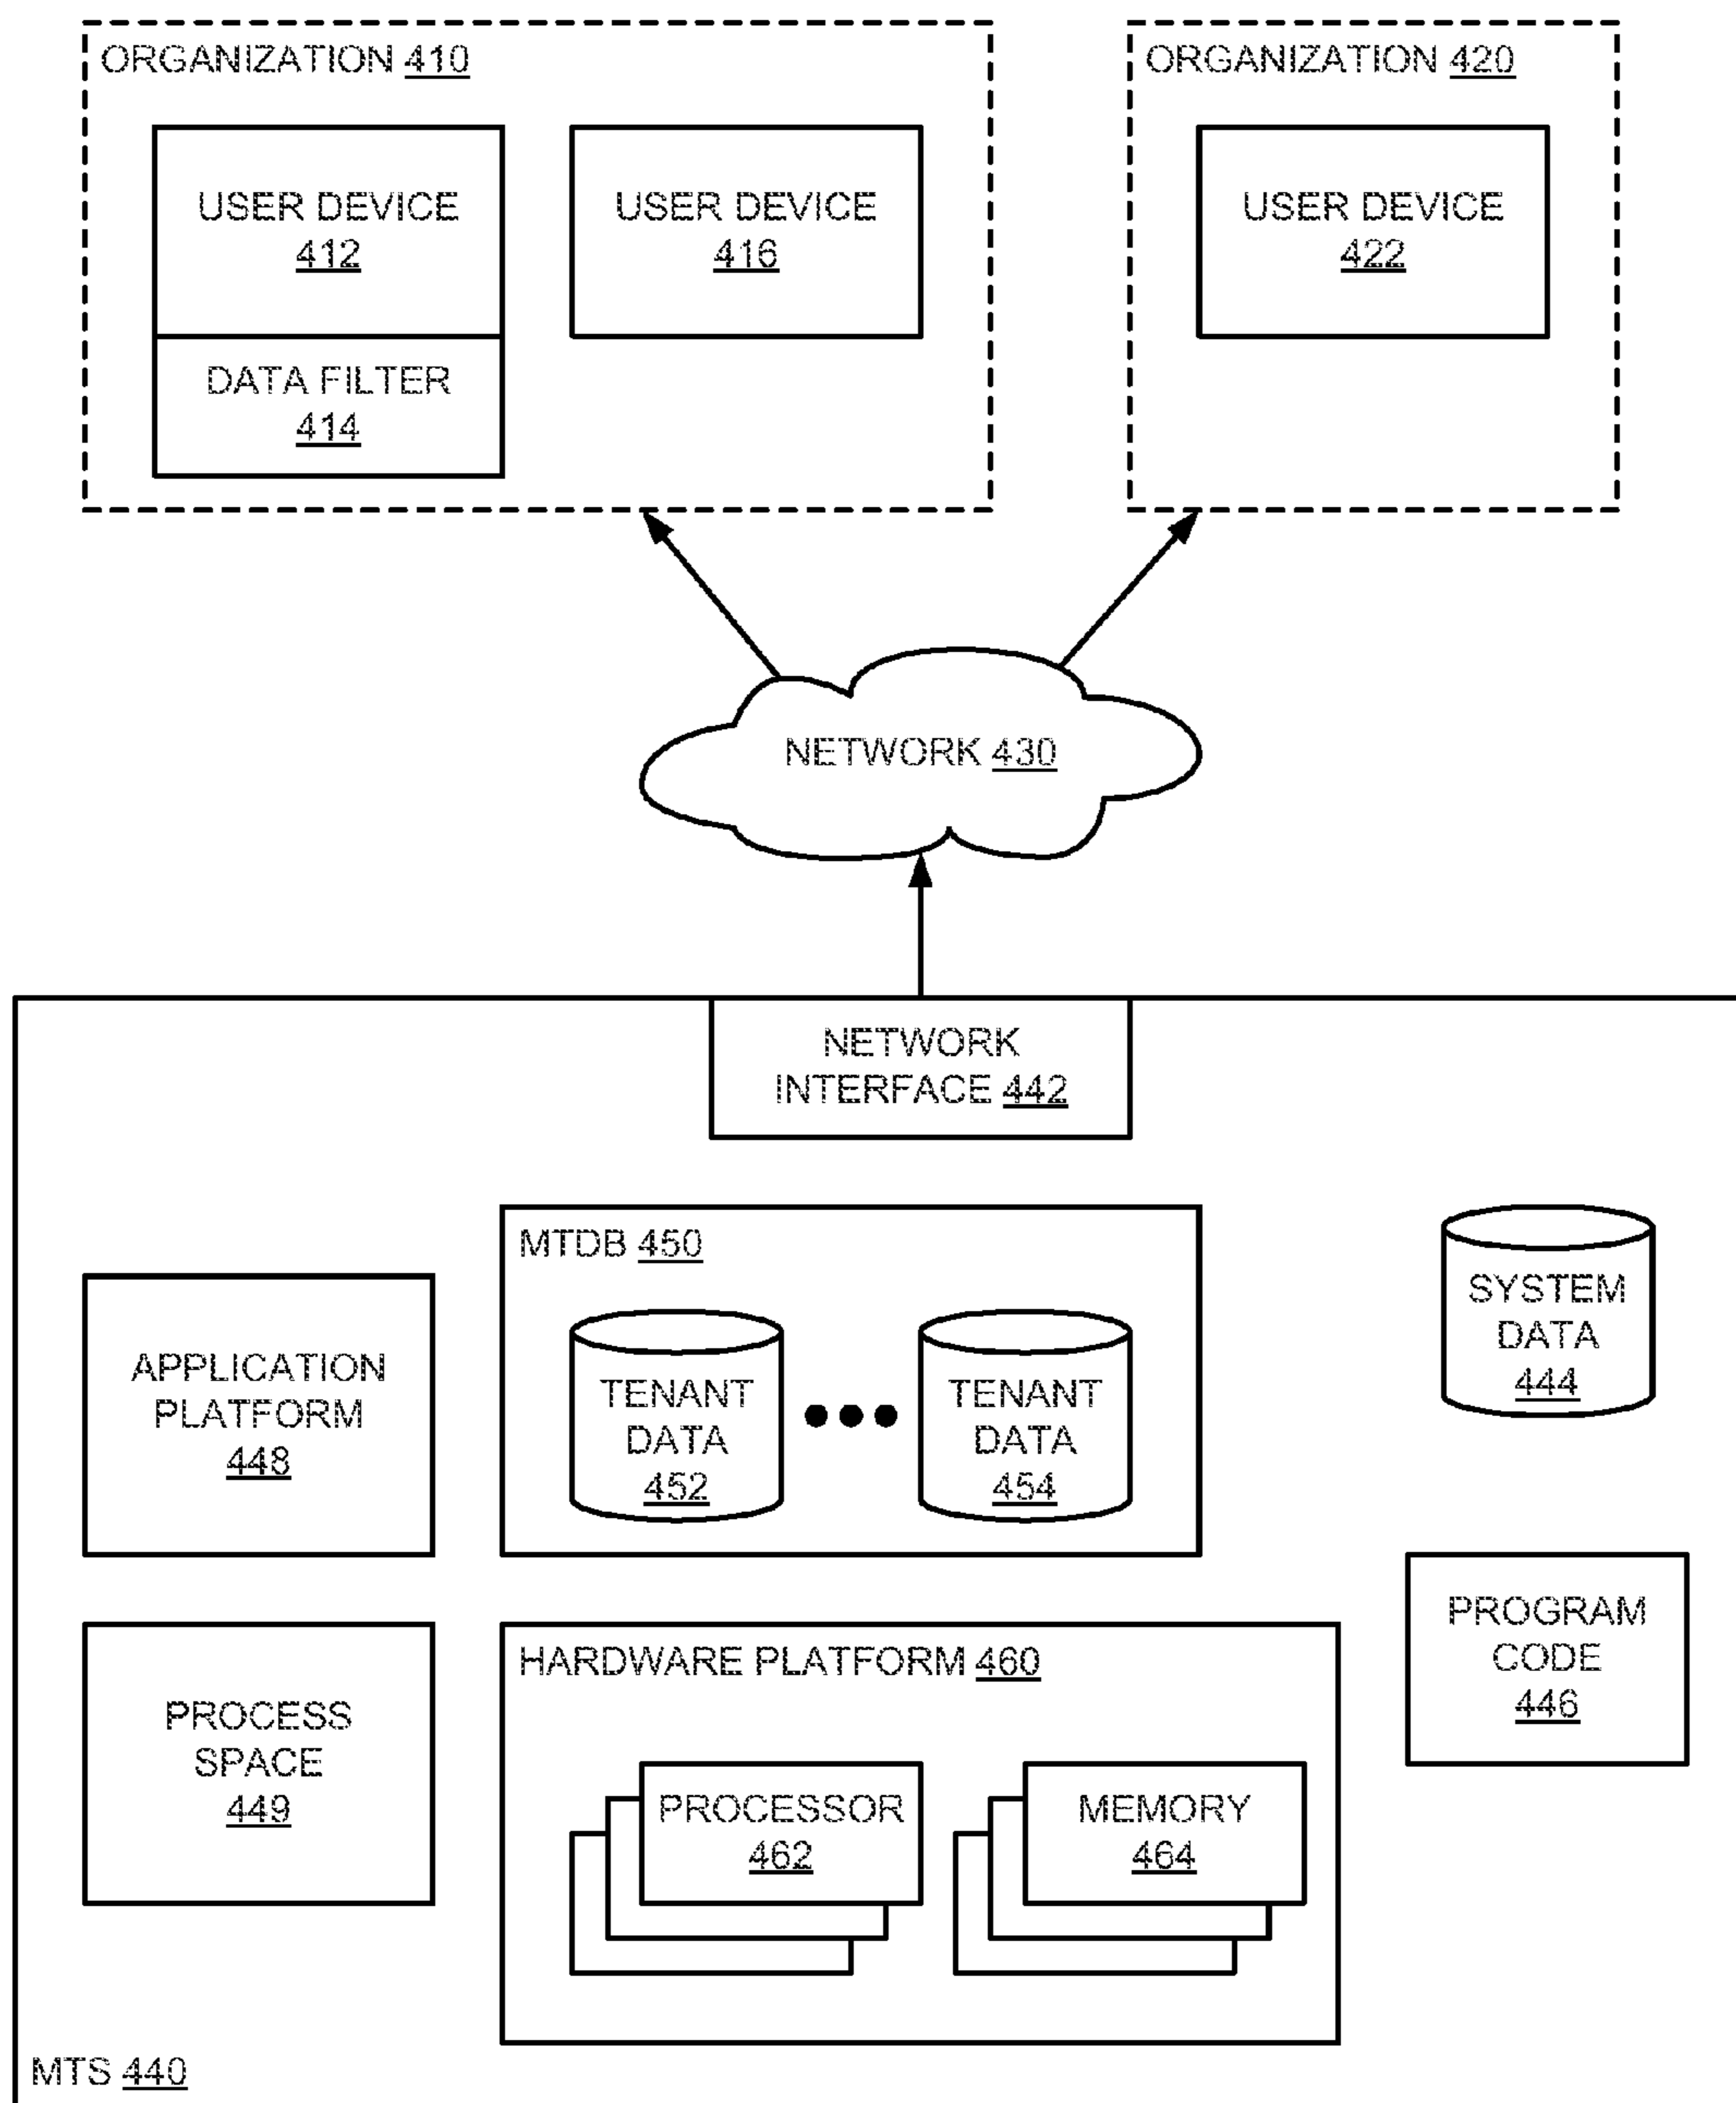 ORGANIZATION 410
ORGANIZATION 420
USER DEVICE
412
USER DEVICE
416
USER DEVICE
422
DATA FILTER
414
NETWORK 430
NETWORK
INTERFACE 442
MTDB 450
SYSTEM
DATA
444
APPLICATION
PLATFORM
448
TENANT
DATA
452
TENANT
DATA
454
PROGRAM
CODE
446
HARDWARE PLATFORM 460
PROCESS
SPACE
449
PROCESSOR
462
MEMORY
464
MTS 440